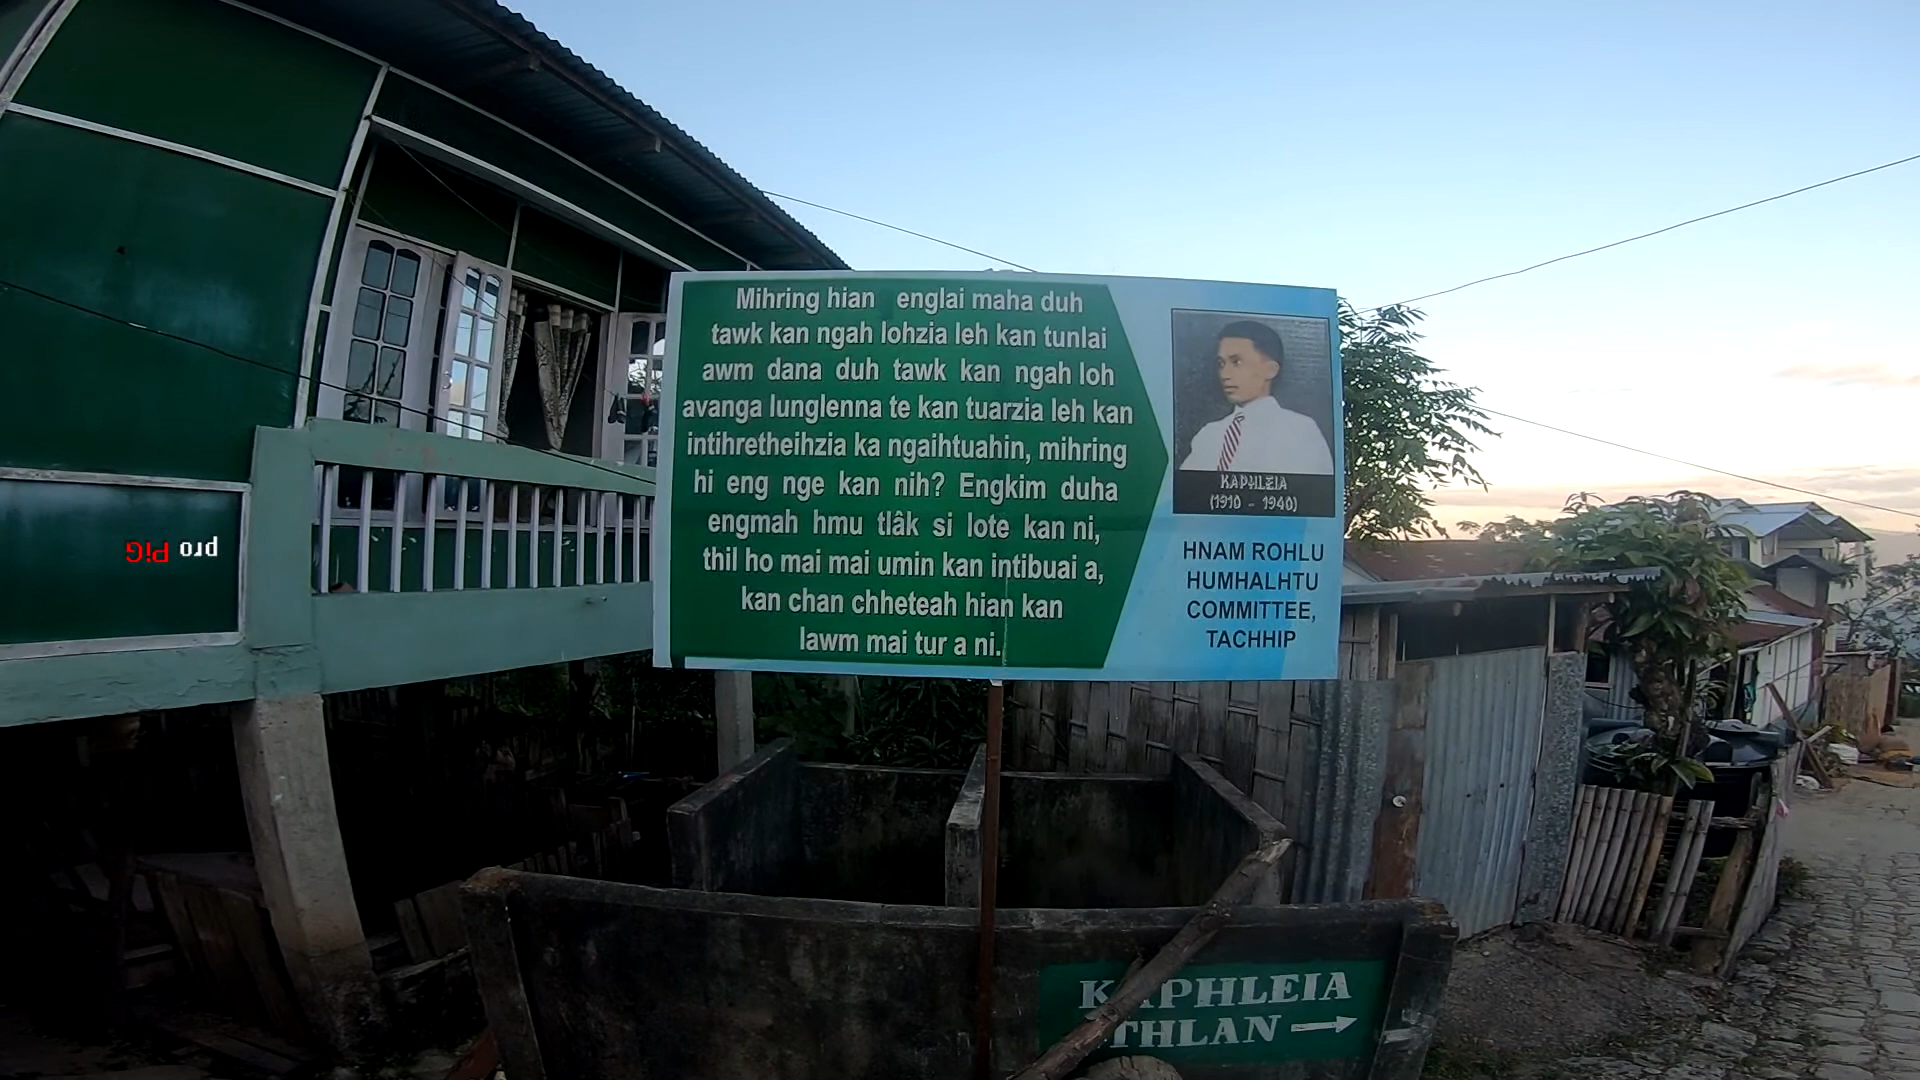 Mihring hian englai maha duh
tawk kan ngah lohzia leh kan tunlai
awm dana duh tawk kan ngah loh
avanga lunglenna te kan tuarzia leh kan
intihretheihzia ka ngaihtuahin, mihring
hi eng nge kan nih? Engkim duha
engmah hmu tlâk si lote kan ni,
thil ho mai mai umin kan intibuai a,
kan chan chheteah hian kan
lawm mai tur a ni.
KAPHLEIA
(1910 - 1940)
HNAM ROHLU
HUMHALHTU
COMMITTEE,
TACHHIP
pro PiG
KAPHLEIA
THLAN →